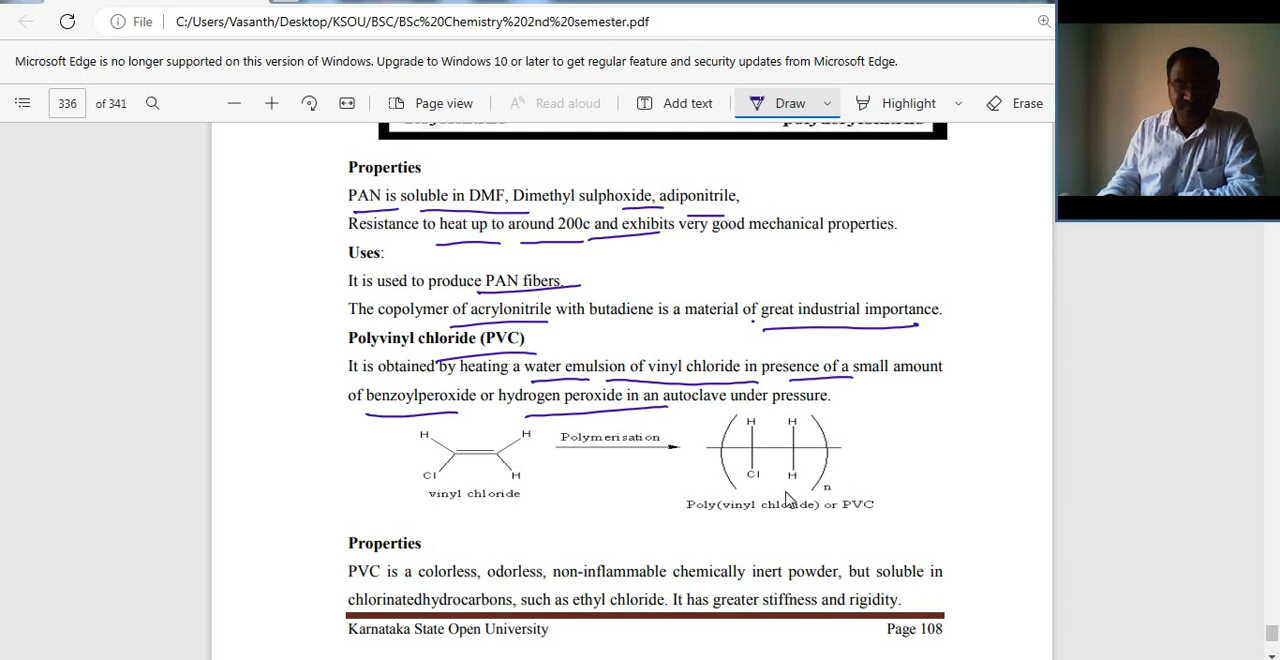 File C:/Users/Vasanth/Desktop/KSOU/BSC/BSc%20Chemistry%202nd%20semester.pdf
Microsoft Edge is no longer supported on this version of Windows. Upgrade to Windows 10 or later to get regular feature and security updates from Microsoft Edge.
336 of 341 Page view Read aloud Add text Draw Highlight Erase
Properties
PAN is soluble in DMF, Dimethyl sulphoxide, adiponitrile,
Resistance to heat up to around 200c and exhibits very good mechanical properties.
Uses:
It is used to produce PAN fibers.
The copolymer of acrylonitrile with butadiene is a material of great industrial importance.
Polyvinyl chloride (PVC)
It is obtained by heating a water emulsion of vinyl chloride in presence of a small amount
of benzoylperoxide or hydrogen peroxide in an autoclave under pressure.
H H Polymerisation H H
Cl H Cl H n
vinyl chloride Poly(vinyl chloride) or PVC
Properties
PVC is a colorless, odorless, non-inflammable chemically inert powder, but soluble in
chlorinatedhydrocarbons, such as ethyl chloride. It has greater stiffness and rigidity.
Karnataka State Open University Page 108